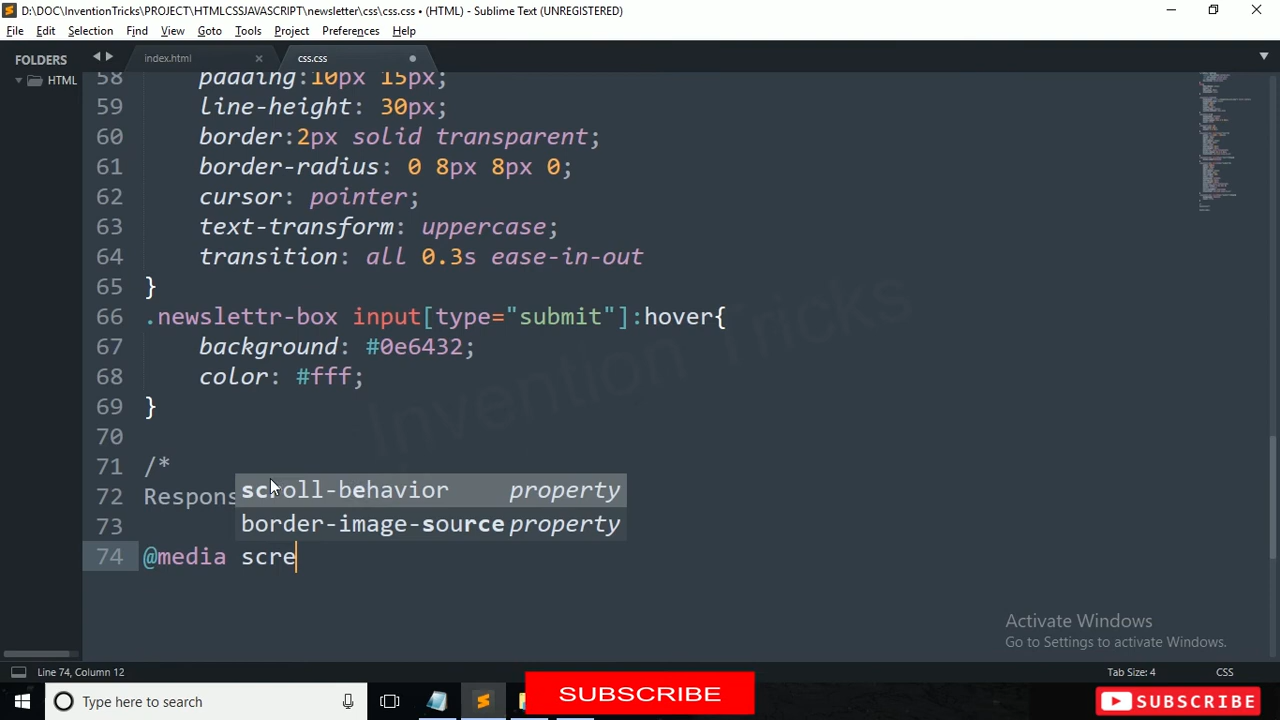 D:\DOC\InventionTricks\PROJECT\HTMLCSSJAVASCRIPT\newsletter\css\css.css • (HTML) - Sublime Text (UNREGISTERED)
File Edit Selection Find View Goto Tools Project Preferences Help
FOLDERS
HTML
index.html
css.css
58 padding:10px 15px;
59 line-height: 30px;
60 border:2px solid transparent;
61 border-radius: 0 8px 8px 0;
62 cursor: pointer;
63 text-transform: uppercase;
64 transition: all 0.3s ease-in-out
65 }
66 .newslettr-box input[type="submit"]:hover{
67 background: #0e6432;
68 color: #fff;
69 }
70
71 /*
72 Respons
73
74 @media scre
scroll-behavior property
border-image-source property
Invention Tricks
Activate Windows
Go to Settings to activate Windows.
Line 74, Column 12
Tab Size: 4
CSS
Type here to search
SUBSCRIBE
SUBSCRIBE